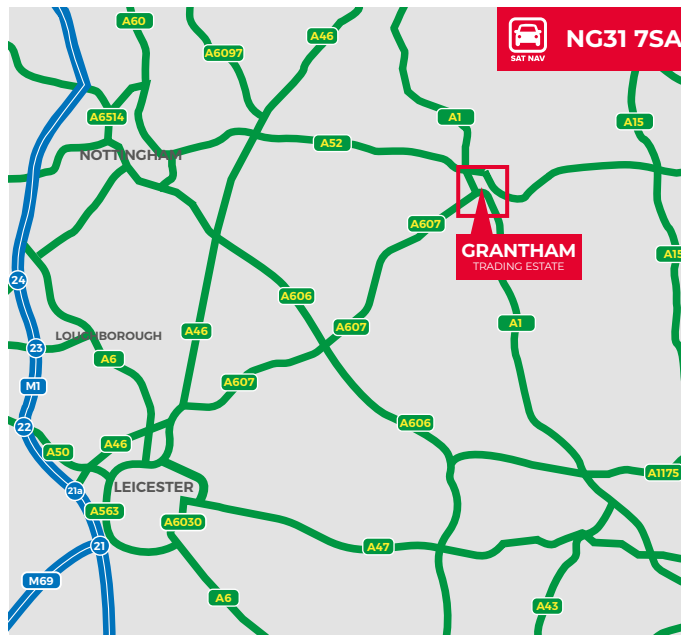 A60
A46
A6097
SAT NAV
NG31 7SA
A6514
A1
A15
A52
NOTTINGHAM
A607
GRANTHAM
TRADING ESTATE
A15
24
A606
A1
A46
A607
LOUGHBOROUGH
23
A6
M1
A607
22
A606
A46
A50
A1175
LEICESTER
21a
A563
A6030
21
A47
M69
A6
A43